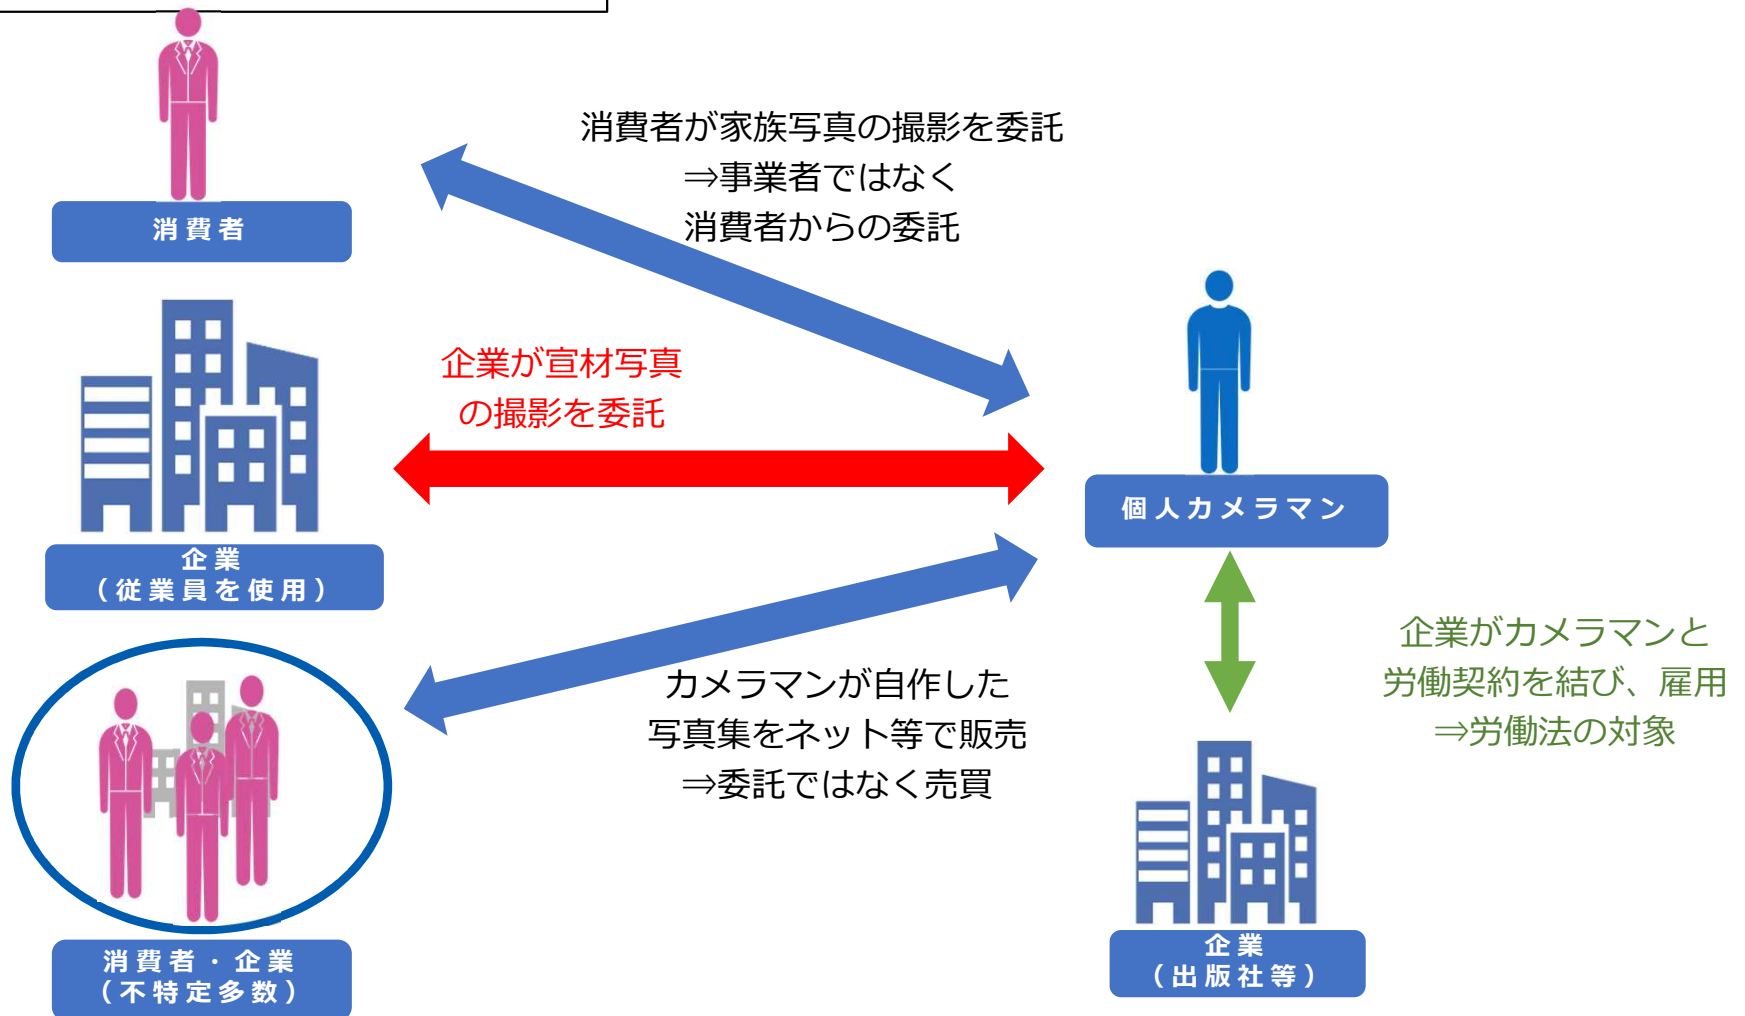 消費者が家族写真の撮影を委託
⇒事業者ではなく
消費者からの委託
消費者
企業が宣材写真
の撮影を委託
個人カメラマン
企業
（従業員を使用）
企業がカメラマンと
労働契約を結び、雇用
⇒労働法の対象
カメラマンが自作した
写真集をネット等で販売
⇒委託ではなく売買
消費者・企業
（不特定多数）
企業
（出版社等）